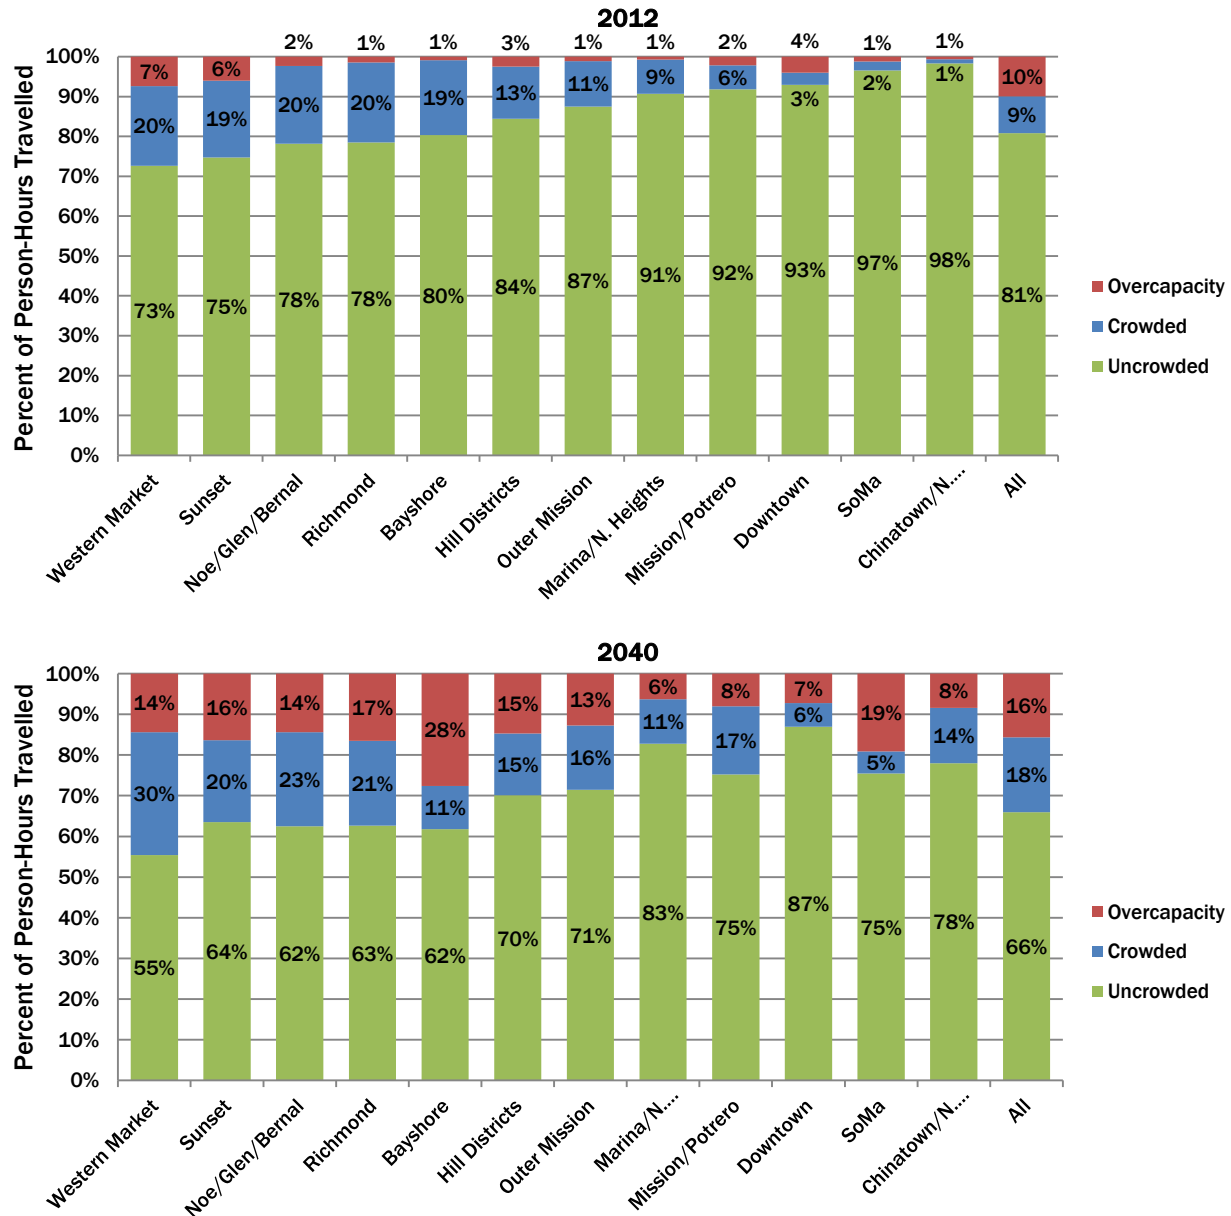 2012
2% 1% 1% 3% 1% 1% 2% 4% 1% 1%
100%
90%
80%
70%
60%
50%
40%
30%
20%
10%
0%
Percent of Person-Hours Travelled
7% 6% 10%
20% 19% 20% 20% 19% 13% 11% 9% 6% 3% 2% 1% 9%
73% 75% 78% 78% 80% 84% 87% 91% 92% 93% 97% 98% 81%
Western Market
Sunset
Noe/Glen/Bernal
Richmond
Bayshore
Hill Districts
Outer Mission
Marina/N. Heights
Mission/Potrero
Downtown
SoMa
Chinatown/N....
All
Overcapacity
Crowded
Uncrowded
2040
100%
90%
80%
70%
60%
50%
40%
30%
20%
10%
0%
Percent of Person-Hours Travelled
14% 16% 14% 17% 28% 15% 13% 6% 8% 7% 19% 8% 16%
30% 20% 23% 21% 11% 15% 16% 11% 17% 6% 5% 14% 18%
55% 64% 62% 63% 62% 70% 71% 83% 75% 87% 75% 78% 66%
Western Market
Sunset
Noe/Glen/Bernal
Richmond
Bayshore
Hill Districts
Outer Mission
Marina/N....
Mission/Potrero
Downtown
SoMa
Chinatown/N....
All
Overcapacity
Crowded
Uncrowded